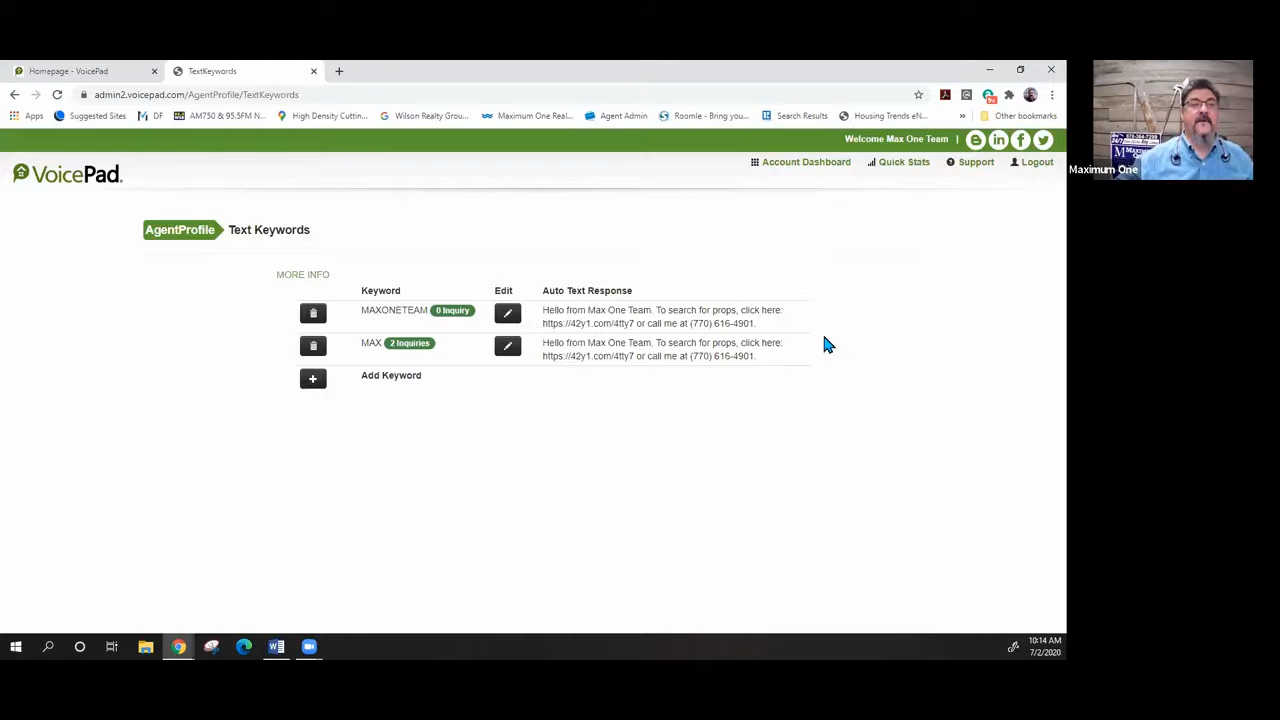 Homepage - VoicePad
TextKeywords
admin2.voicepad.com/AgentProfile/TextKeywords
Apps
Suggested Sites
DF
AM750 & 95.5FM N...
High Density Cutting...
Wilson Realty Grou...
Maximum One Real...
Agent Admin
Roomle - Bring you...
Search Results
Housing Trends eN...
»
Other bookmarks
Welcome Max One Team |
VoicePad.
Account Dashboard
Quick Stats
Support
Logout
AgentProfile
Text Keywords
MORE INFO
Keyword
Edit
Auto Text Response
MAXONETEAM 0 Inquiry
Hello from Max One Team. To search for props, click here:
https://42y1.com/4tty7 or call me at (770) 616-4901.
MAX 2 Inquiries
Hello from Max One Team. To search for props, click here:
https://42y1.com/4tty7 or call me at (770) 616-4901.
Add Keyword
10:14 AM
7/2/2020
24/7
Maximum One